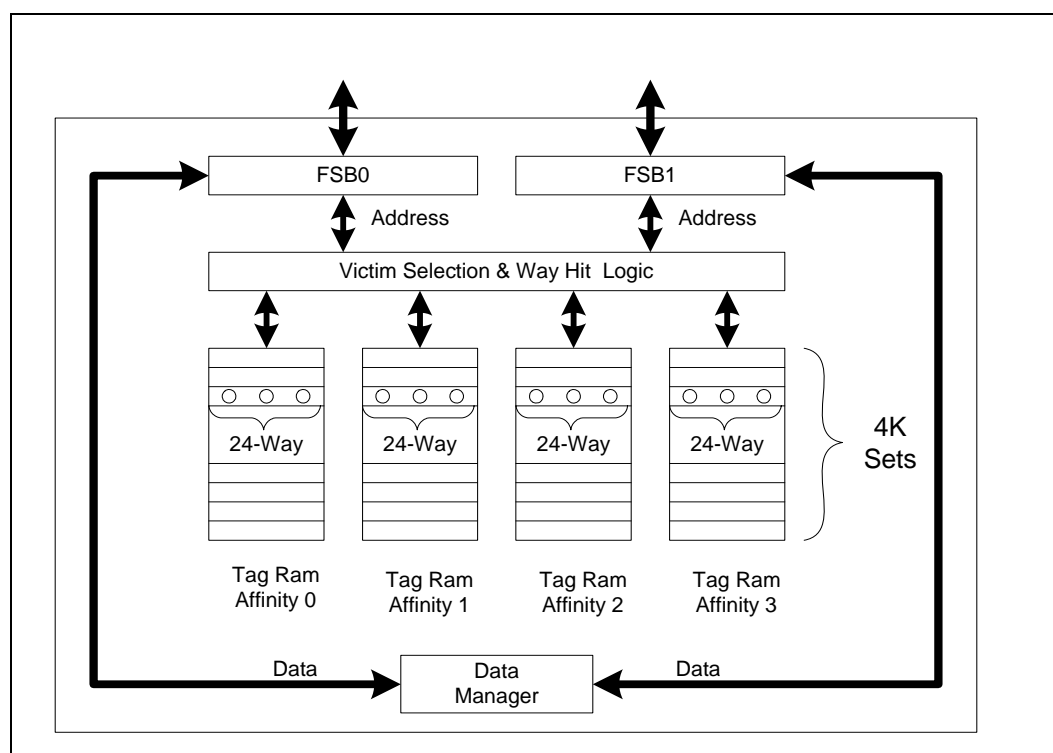 FSB0
FSB1
Address
Address
Victim Selection & Way Hit Logic
24-Way
24-Way
24-Way
24-Way
4K
Sets
Tag Ram
Affinity 0
Tag Ram
Affinity 1
Tag Ram
Affinity 2
Tag Ram
Affinity 3
Data
Data
Manager
Data